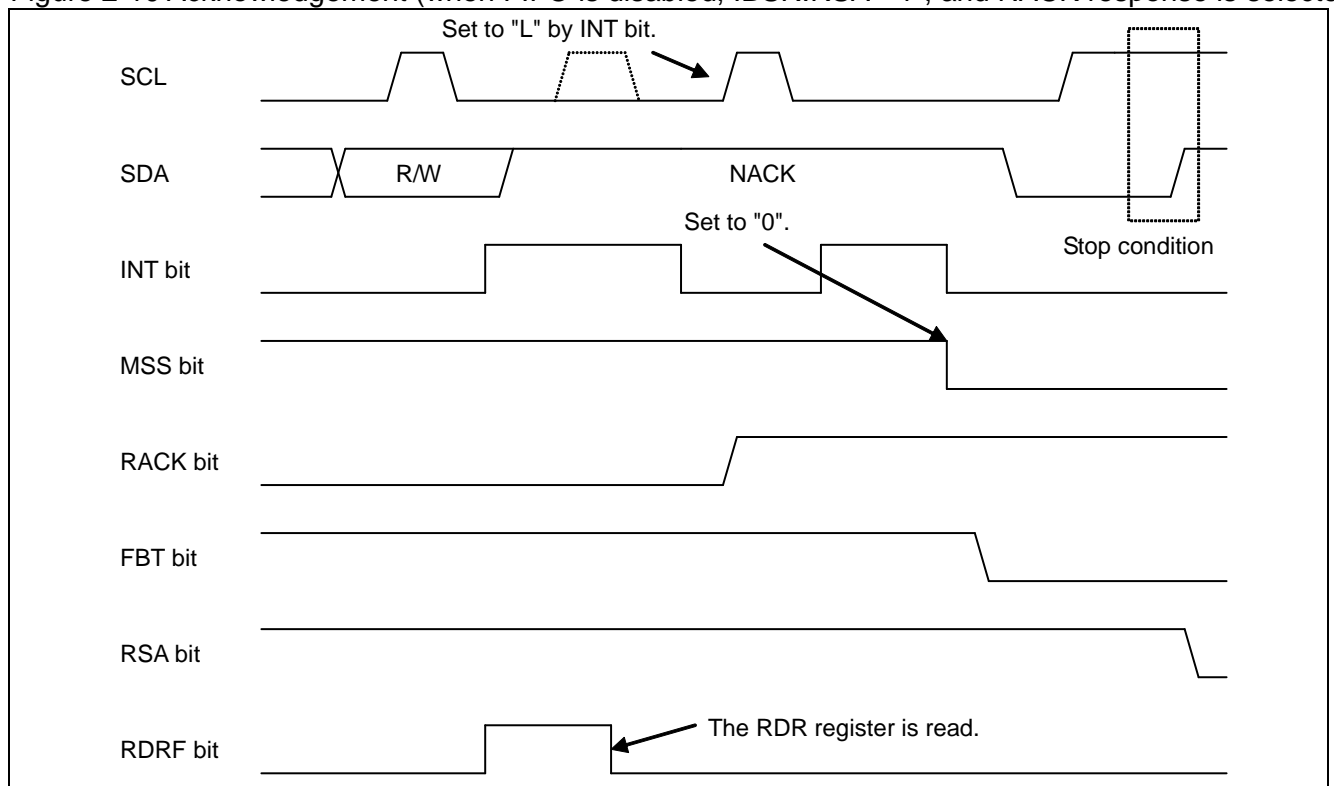 Set to "L" by INT bit.
SCL
SDA
R/W
NACK
Set to "0".
Stop condition
INT bit
MSS bit
RACK bit
FBT bit
RSA bit
The RDR register is read.
RDRF bit